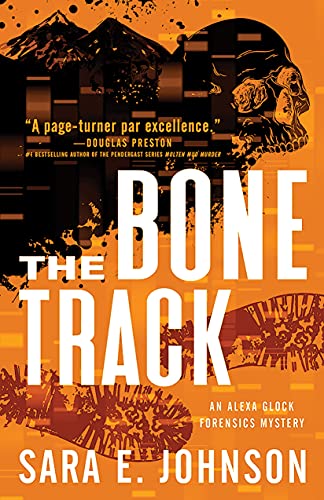 “A page-turner par excellence.”
—DOUGLAS PRESTON
#1 BESTSELLING AUTHOR OF THE PENDERGAST SERIES MOLTEN MUD MURDER
THE BONE
TRACK
AN ALEXA GLOCK
FORENSICS MYSTERY
SARA E. JOHNSON